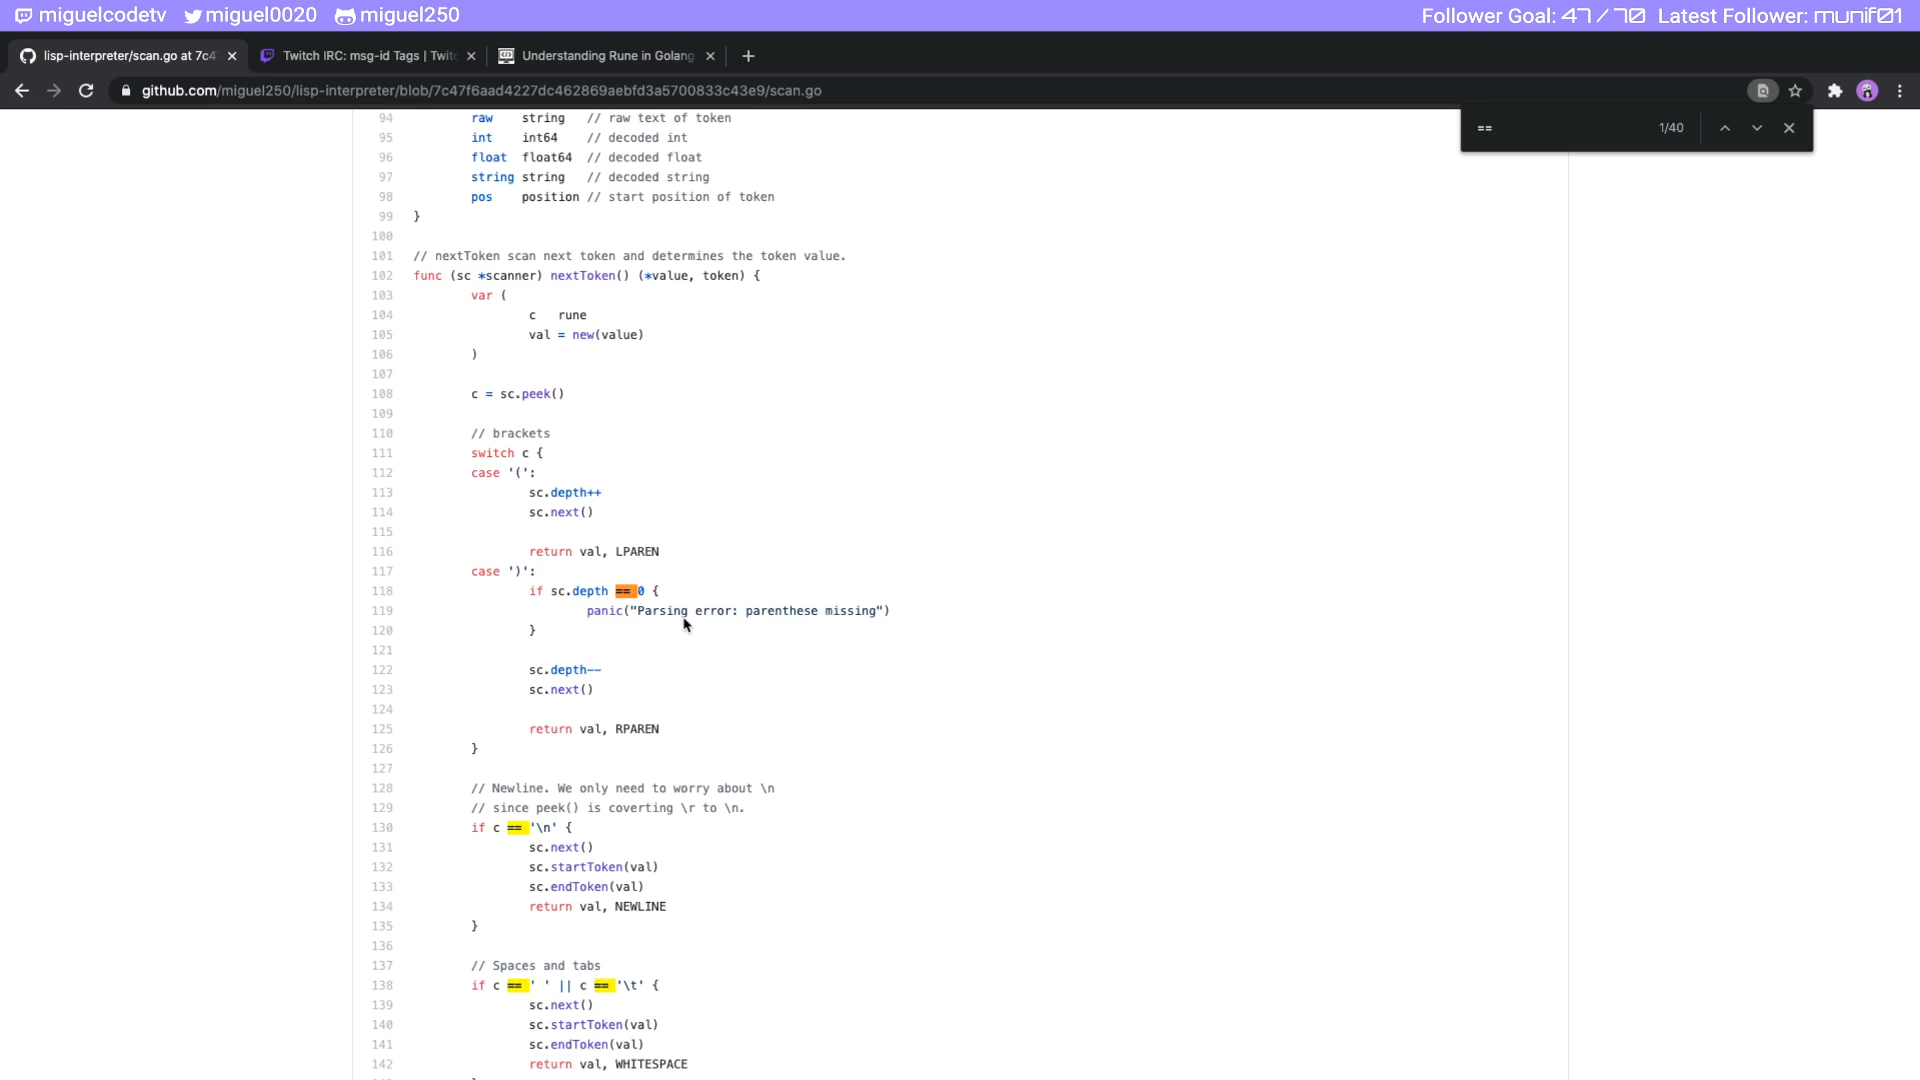 miguelcodetv miguel0020 miguel250 Follower Goal: 47 / 70 Latest Follower: munif01
lisp-interpreter/scan.go at 7c4 Twitch IRC: msg-id Tags | Twit Understanding Rune in Golang
github.com/miguel250/lisp-interpreter/blob/7c47f6aad4227dc462869aebfd3a5700833c43e9/scan.go
== 1/40
94 raw string // raw text of token
95 int int64 // decoded int
96 float float64 // decoded float
97 string string // decoded string
98 pos position // start position of token
99 }
100
101 // nextToken scan next token and determines the token value.
102 func (sc *scanner) nextToken() (*value, token) {
103 var (
104 c rune
105 val = new(value)
106 )
107
108 c = sc.peek()
109
110 // brackets
111 switch c {
112 case '(':
113 sc.depth++
114 sc.next()
115
116 return val, LPAREN
117 case ')':
118 if sc.depth == 0 {
119 panic("Parsing error: parenthese missing")
120 }
121
122 sc.depth--
123 sc.next()
124
125 return val, RPAREN
126 }
127
128 // Newline. We only need to worry about \n
129 // since peek() is coverting \r to \n.
130 if c == '\n' {
131 sc.next()
132 sc.startToken(val)
133 sc.endToken(val)
134 return val, NEWLINE
135 }
136
137 // Spaces and tabs
138 if c == ' ' || c == '\t' {
139 sc.next()
140 sc.startToken(val)
141 sc.endToken(val)
142 return val, WHITESPACE